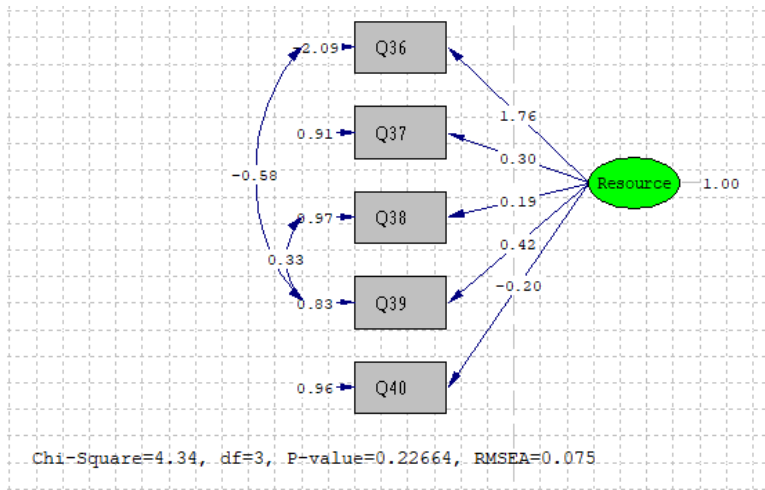 -2.09 Q36
1.76
0.91 Q37
0.30
-0.58
Resource 1.00
0.19
0.97 Q38
0.42
0.33
-0.20
0.83 Q39
0.96 Q40
Chi-Square=4.34, df=3, P-value=0.22664, RMSEA=0.075